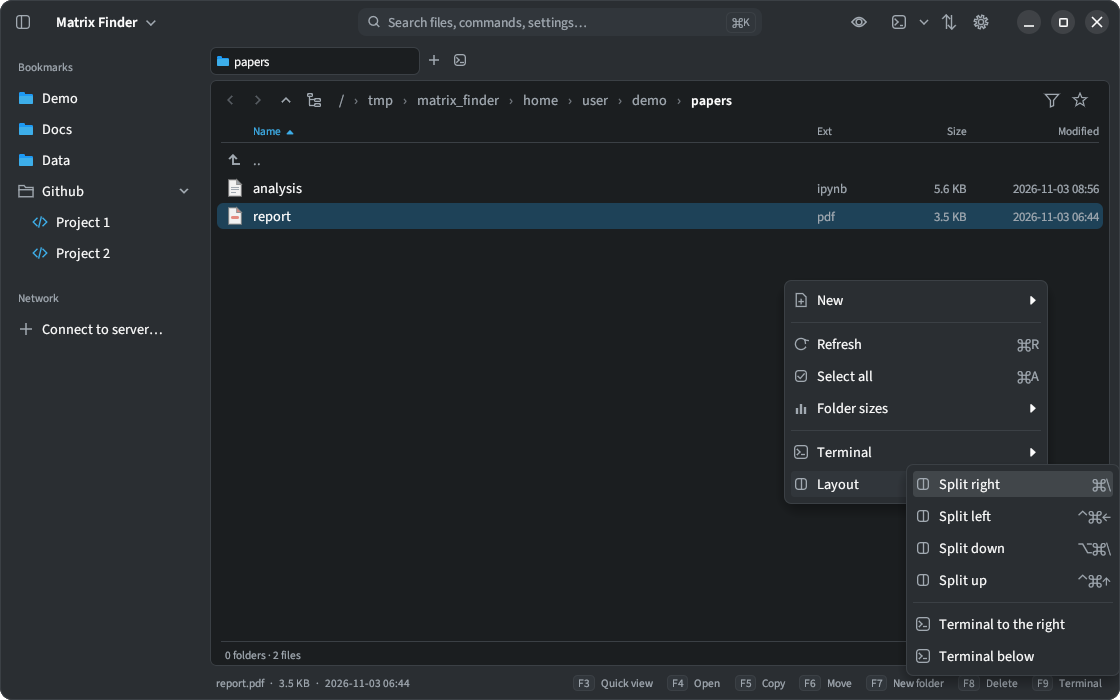 Matrix Finder
Search files, commands, settings… ⌘K
Bookmarks
Demo
Docs
Data
Github
Project 1
Project 2
Network
Connect to server…
papers
/ › tmp › matrix_finder › home › user › demo › papers
Name Ext Size Modified
..
analysis ipynb 5.6 KB 2026-11-03 08:56
report pdf 3.5 KB 2026-11-03 06:44
New
Refresh ⌘R
Select all ⌘A
Folder sizes
Terminal
Layout
Split right ⌘\
Split left ^⌘←
Split down ⌥⌘\
Split up ^⌘↑
Terminal to the right
Terminal below
0 folders · 2 files
report.pdf · 3.5 KB · 2026-11-03 06:44
F3 Quick view F4 Open F5 Copy F6 Move F7 New folder F8 Delete F9 Terminal